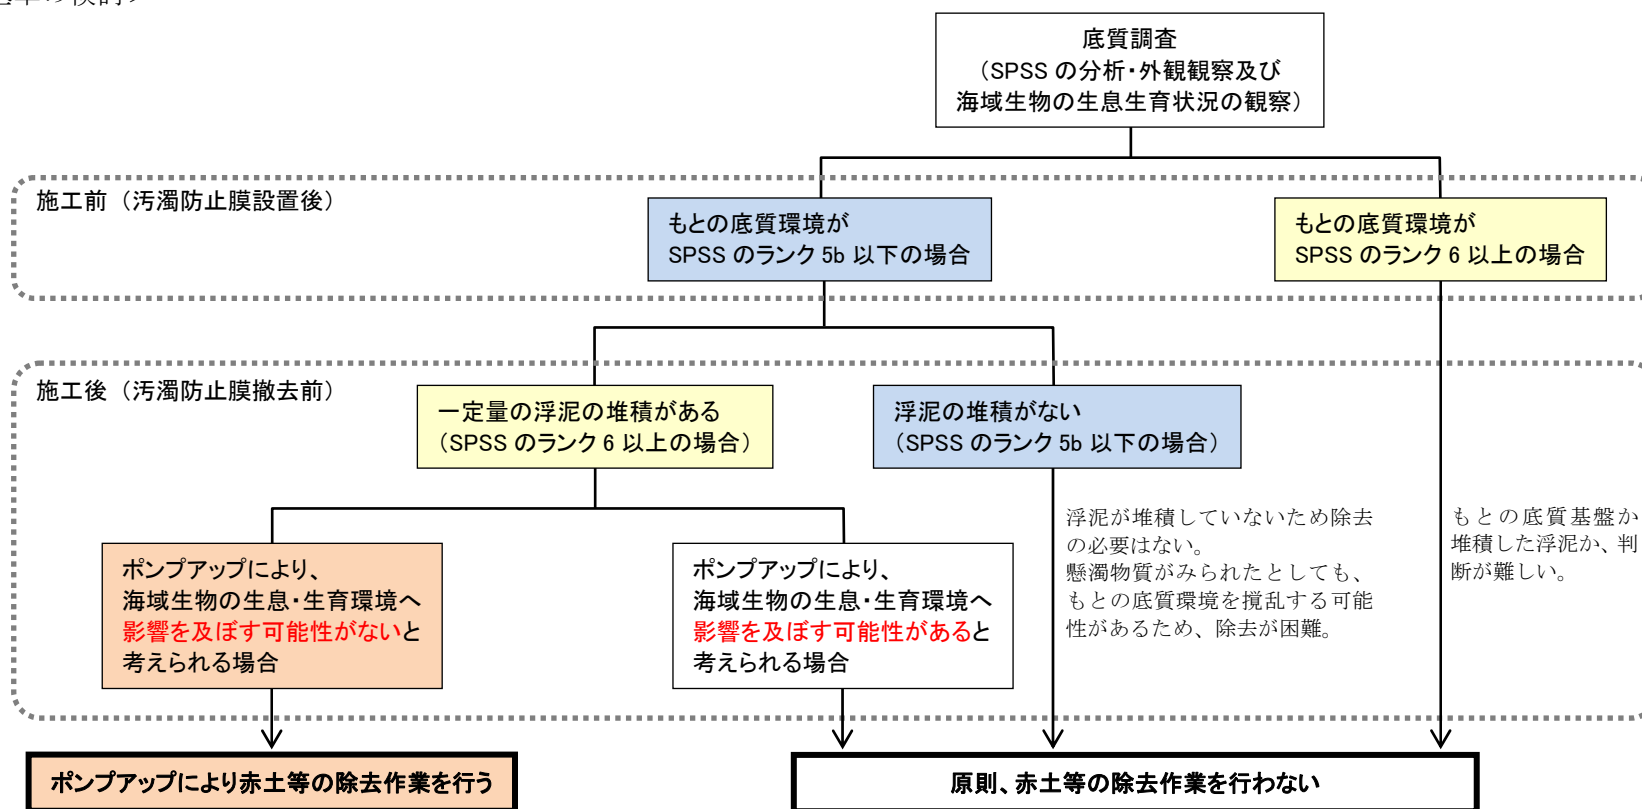 底質調査
（SPSS の分析・外観観察及び
海域生物の生息生育状況の観察）
施工前（汚濁防止膜設置後）
もとの底質環境が
SPSS のランク 5b 以下の場合
もとの底質環境が
SPSS のランク 6 以上の場合
施工後（汚濁防止膜撤去前）
一定量の浮泥の堆積がある
（SPSS のランク 6 以上の場合）
浮泥の堆積がない
（SPSS のランク 5b 以下の場合）
ポンプアップにより、
海域生物の生息・生育環境へ
影響を及ぼす可能性がないと
考えられる場合
ポンプアップにより、
海域生物の生息・生育環境へ
影響を及ぼす可能性があると
考えられる場合
浮泥が堆積していないため除去
の必要はない。
懸濁物質がみられたとしても、
もとの底質環境を撹乱する可能
性があるため、除去が困難。
もとの底質基盤か
堆積した浮泥か、判
断が難しい。
ポンプアップにより赤土等の除去作業を行う
原則、赤土等の除去作業を行わない